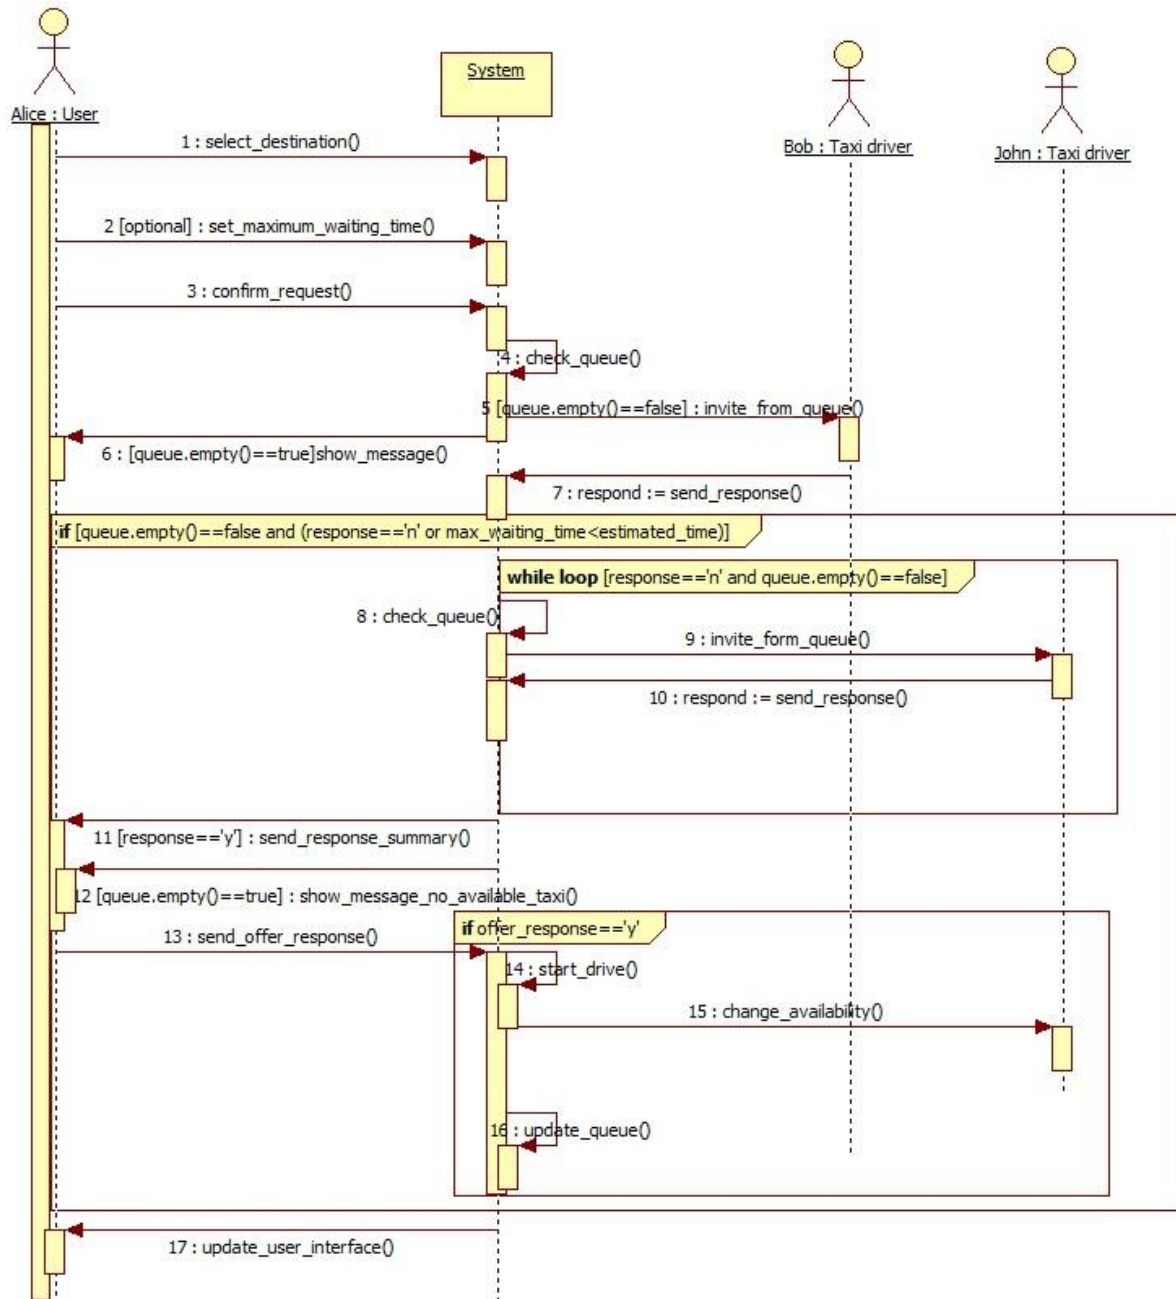 System
Alice : User
Bob : Taxi driver
John : Taxi driver
1 : select_destination()
2 [optional] : set_maximum_waiting_time()
3 : confirm_request()
4 : check_queue()
5 [queue.empty()==false] : invite_from_queue()
6 : [queue.empty()==true]show_message()
7 : respond := send_response()
if [queue.empty()==false and (response=='n' or max_waiting_time<estimated_time)]
while loop [response=='n' and queue.empty()==false]
8 : check_queue()
9 : invite_form_queue()
10 : respond := send_response()
11 [response=='y'] : send_response_summary()
12 [queue.empty()==true] : show_message_no_available_taxi()
if offer_response=='y'
13 : send_offer_response()
14 : start_drive()
15 : change_availability()
16 : update_queue()
17 : update_user_interface()